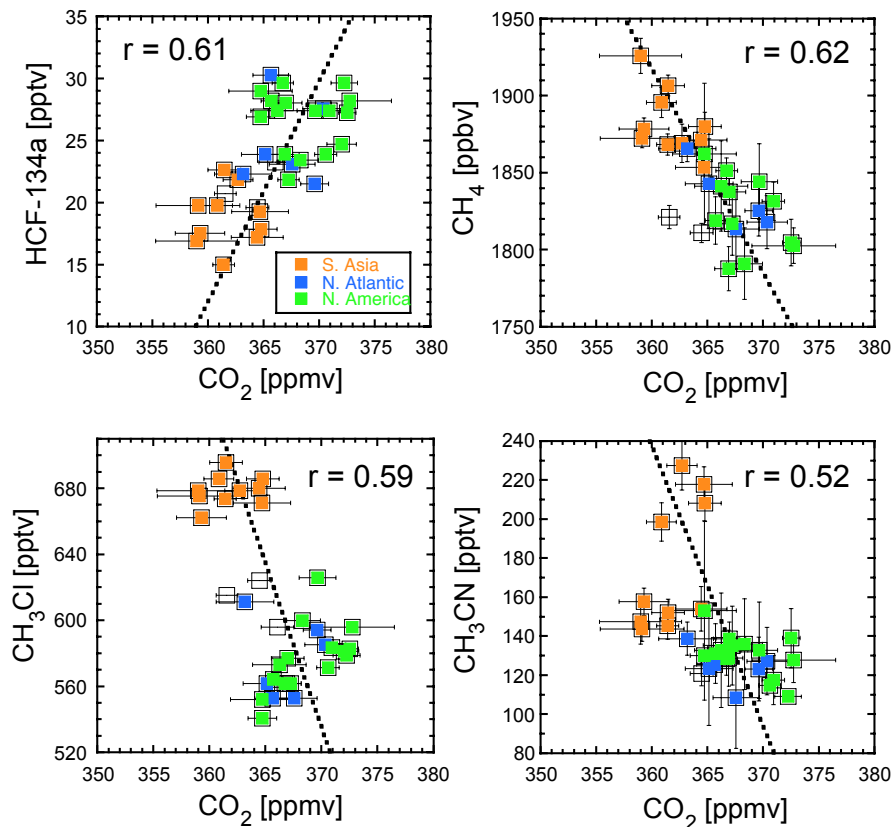 r = 0.61
HCF-134a [pptv]
35
30
25
20
15
10
S. Asia
N. Atlantic
N. America
350 355 360 365 370 375 380
CO2 [ppmv]
r = 0.62
CH4 [ppbv]
1950
1900
1850
1800
1750
350 355 360 365 370 375 380
CO2 [ppmv]
r = 0.59
CH3Cl [pptv]
680
640
600
560
520
350 355 360 365 370 375 380
CO2 [ppmv]
r = 0.52
CH3CN [pptv]
240
220
200
180
160
140
120
100
80
350 355 360 365 370 375 380
CO2 [ppmv]